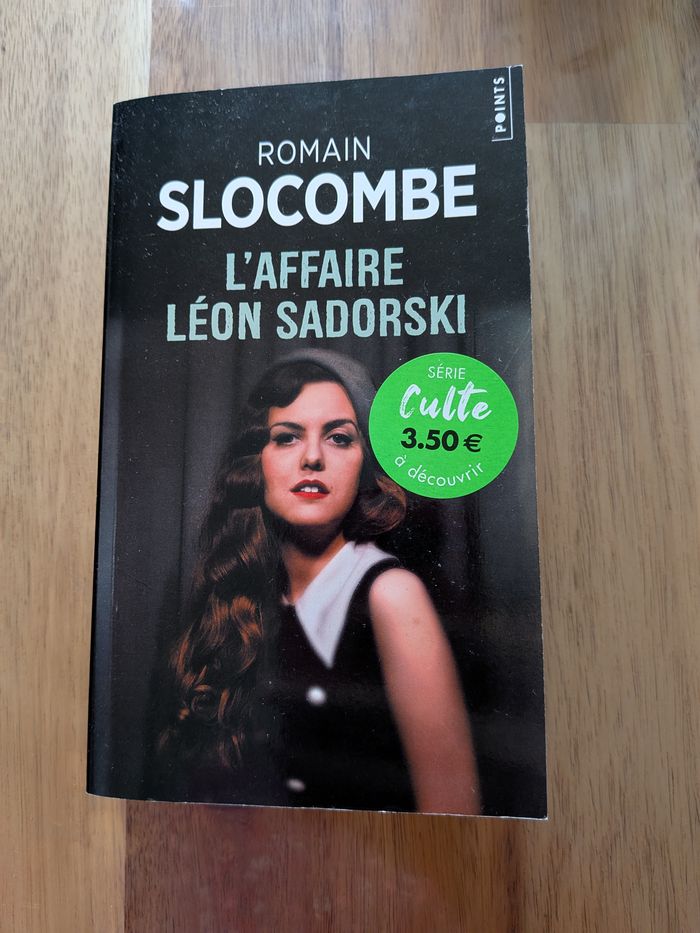 POINTS
ROMAIN
SLOCOMBE
L'AFFAIRE
LÉON SADORSKI
SÉRIE
Culte
3.50 €
à découvrir